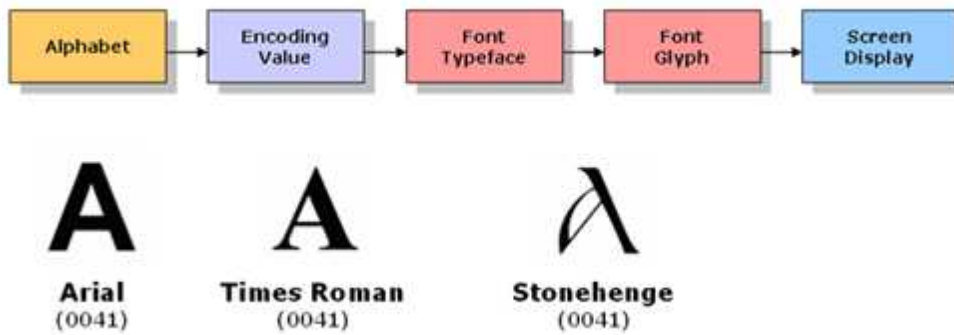 Alphabet
Encoding
Value
Font
Typeface
Font
Glyph
Screen
Display
A
A
A
Arial
Times Roman
Stonehenge
(0041)
(0041)
(0041)